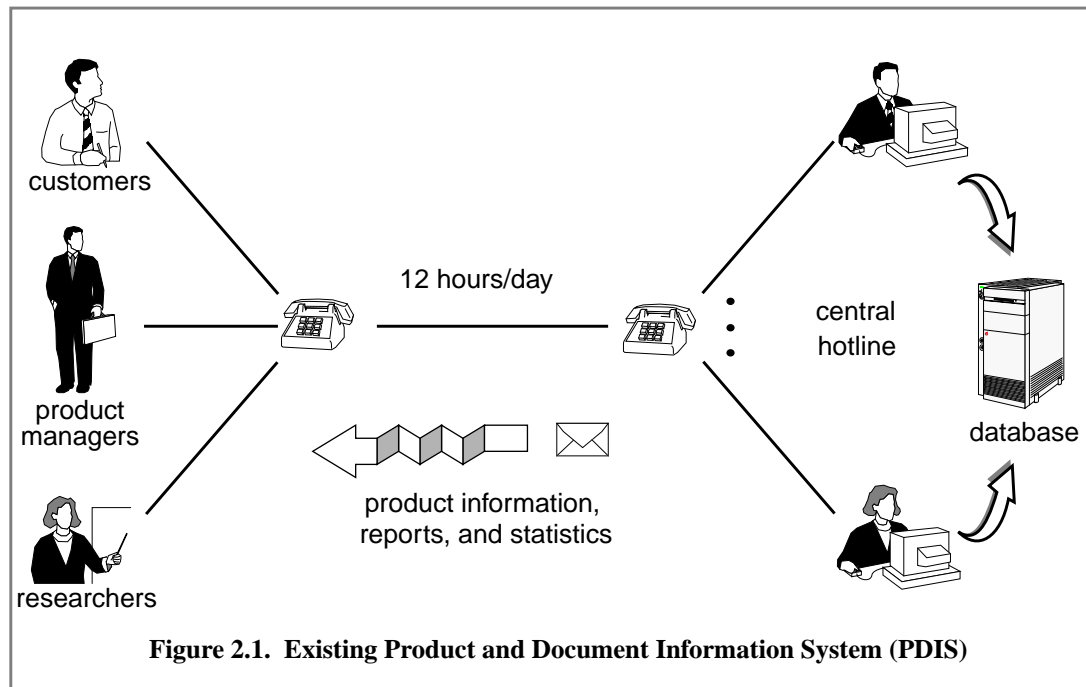 customers
12 hours/day
central
hotline
product
managers
database
product information,
reports, and statistics
researchers
Figure 2.1. Existing Product and Document Information System (PDIS)